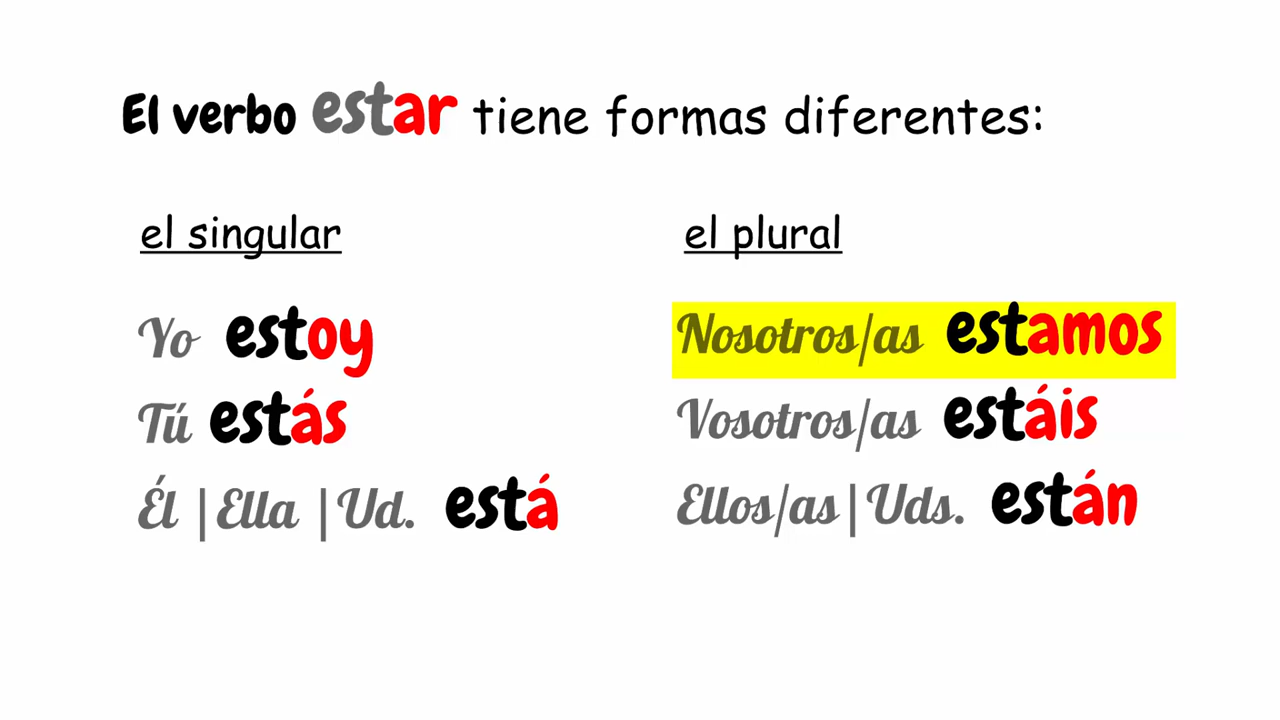 El verbo estar tiene formas diferentes:
el singular
Yo estoy
Tú estás
Él |Ella |Ud. está
el plural
Nosotros/as estamos
Vosotros/as estáis
Ellos/as|Uds. están